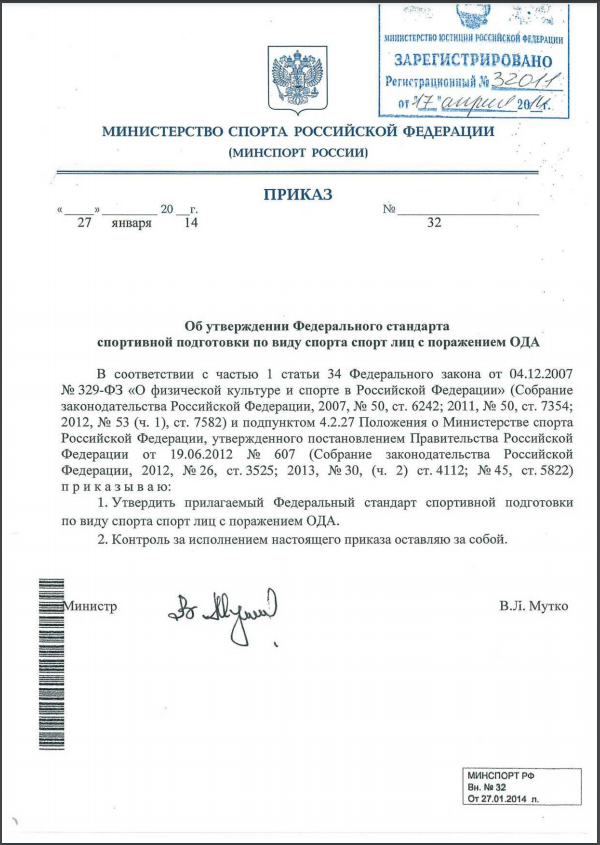 МИНИСТЕРСТВО ЮСТИЦИИ РОССИЙСКОЙ ФЕДЕРАЦИИ
ЗАРЕГИСТРИРОВАНО
Регистрационный № 32011
от "17" апреля 2014г.
МИНИСТЕРСТВО СПОРТА РОССИЙСКОЙ ФЕДЕРАЦИИ
(МИНСПОРТ РОССИИ)
ПРИКАЗ
«____»_________ 20 __г. №______________________
27 января 14 32
Об утверждении Федерального стандарта
спортивной подготовки по виду спорта спорт лиц с поражением ОДА
В соответствии с частью 1 статьи 34 Федерального закона от 04.12.2007
№ 329-ФЗ «О физической культуре и спорте в Российской Федерации» (Собрание
законодательства Российской Федерации, 2007, № 50, ст. 6242; 2011, № 50, ст. 7354;
2012, № 53 (ч. 1), ст. 7582) и подпунктом 4.2.27 Положения о Министерстве спорта
Российской Федерации, утвержденного постановлением Правительства Российской
Федерации от 19.06.2012 № 607 (Собрание законодательства Российской
Федерации, 2012, № 26, ст. 3525; 2013, № 30, (ч. 2) ст. 4112; № 45, ст. 5822)
п р и к а з ы в а ю:
1. Утвердить прилагаемый Федеральный стандарт спортивной подготовки
по виду спорта спорт лиц с поражением ОДА.
2. Контроль за исполнением настоящего приказа оставляю за собой.
Министр В.Л. Мутко
МИНСПОРТ РФ
Вн. № 32
От 27.01.2014 г.